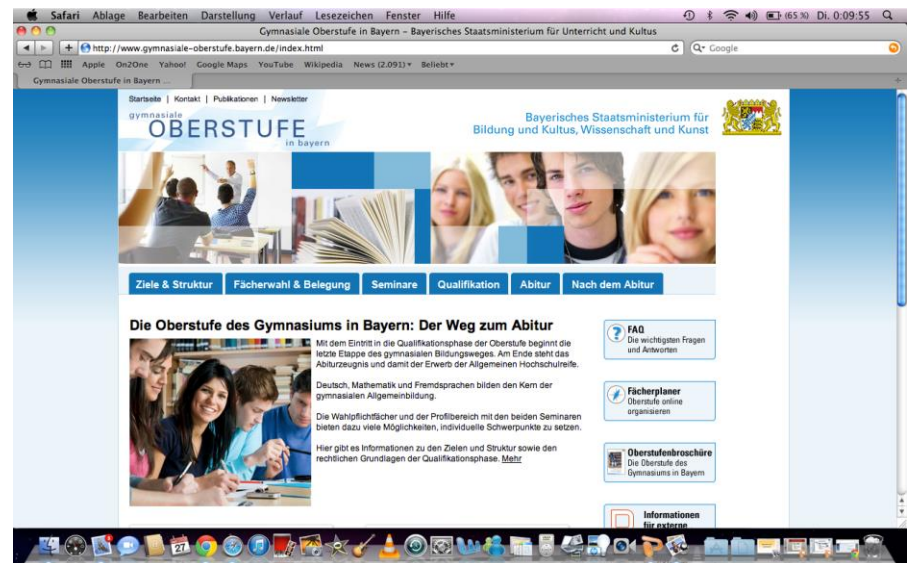 Safari Ablage Bearbeiten Darstellung Verlauf Lesezeichen Fenster Hilfe (65 %) Di. 0:09:55
Gymnasiale Oberstufe in Bayern – Bayerisches Staatsministerium für Unterricht und Kultus
http://www.gymnasiale-oberstufe.bayern.de/index.html Google
Apple On2One Yahoo! Google Maps YouTube Wikipedia News (2.091) Beliebt
Gymnasiale Oberstufe in Bayern ...
Startseite | Kontakt | Publikationen | Newsletter
gymnasiale
OBERSTUFE
in bayern
Bayerisches Staatsministerium für
Bildung und Kultus, Wissenschaft und Kunst
Ziele & Struktur Fächerwahl & Belegung Seminare Qualifikation Abitur Nach dem Abitur
Die Oberstufe des Gymnasiums in Bayern: Der Weg zum Abitur
Mit dem Eintritt in die Qualifikationsphase der Oberstufe beginnt die
letzte Etappe des gymnasialen Bildungsweges. Am Ende steht das
Abiturzeugnis und damit der Erwerb der Allgemeinen Hochschulreife.
Deutsch, Mathematik und Fremdsprachen bilden den Kern der
gymnasialen Allgemeinbildung.
Die Wahlpflichtfächer und der Profilbereich mit den beiden Seminaren
bieten dazu viele Möglichkeiten, individuelle Schwerpunkte zu setzen.
Hier gibt es Informationen zu den Zielen und Struktur sowie den
rechtlichen Grundlagen der Qualifikationsphase. Mehr
FAQ
Die wichtigsten Fragen
und Antworten
Fächerplaner
Oberstufe online
organisieren
Oberstufenbroschüre
Die Oberstufe des
Gymnasiums in Bayern
Informationen
für externe
27